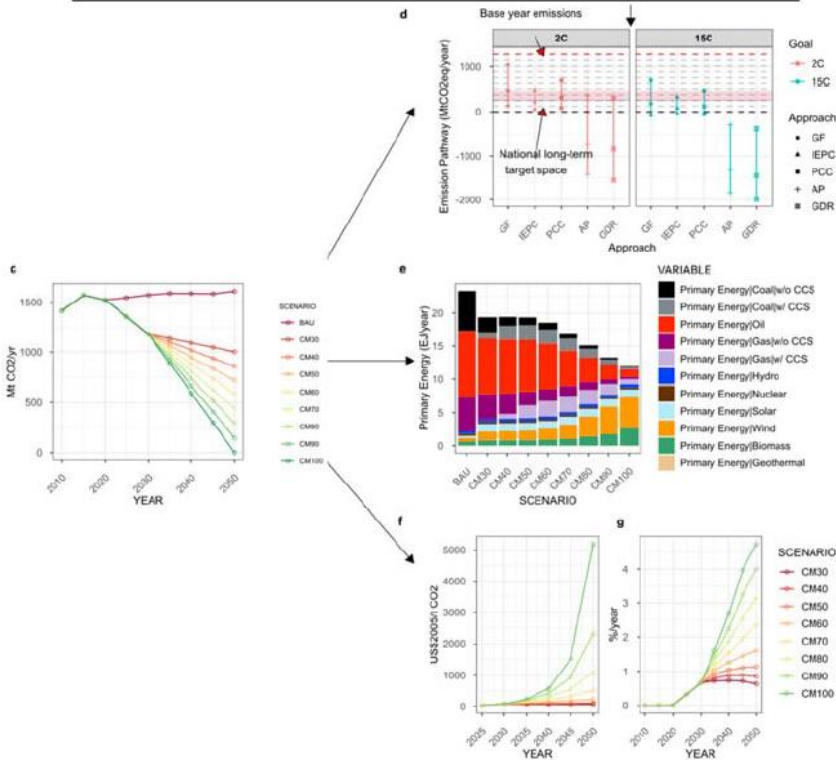 d
Base year emissions
2C
15C
1000
0
-1000
-2000
Emission Pathway (MtCO2eq/year)
National long-term
target space
GF
IEPC
PCC
AP
GDR
GF
IEPC
PCC
AP
GDR
Approach
Goal
2C
15C
Approach
GF
IEPC
PCC
AP
GDR
c
1500
1000
500
0
Mt CO2/yr
2010
2020
2030
2040
2050
YEAR
SCENARIO
BAU
CM30
CM40
CM50
CM60
CM70
CM80
CM90
CM100
e
20
15
10
5
0
Primary Energy (EJ/year)
BAU
CM30
CM40
CM50
CM60
CM70
CM80
CM90
CM100
SCENARIO
VARIABLE
Primary Energy|Coal|w/o CCS
Primary Energy|Coal|w/ CCS
Primary Energy|Oil
Primary Energy|Gas|w/o CCS
Primary Energy|Gas|w/ CCS
Primary Energy|Hydro
Primary Energy|Nuclear
Primary Energy|Solar
Primary Energy|Wind
Primary Energy|Biomass
Primary Energy|Geothermal
f
5000
4000
3000
2000
1000
0
US$2005/t CO2
2025
2030
2035
2040
2045
2050
YEAR
g
4
3
2
1
0
%/year
2010
2020
2030
2040
2050
YEAR
SCENARIO
CM30
CM40
CM50
CM60
CM70
CM80
CM90
CM100